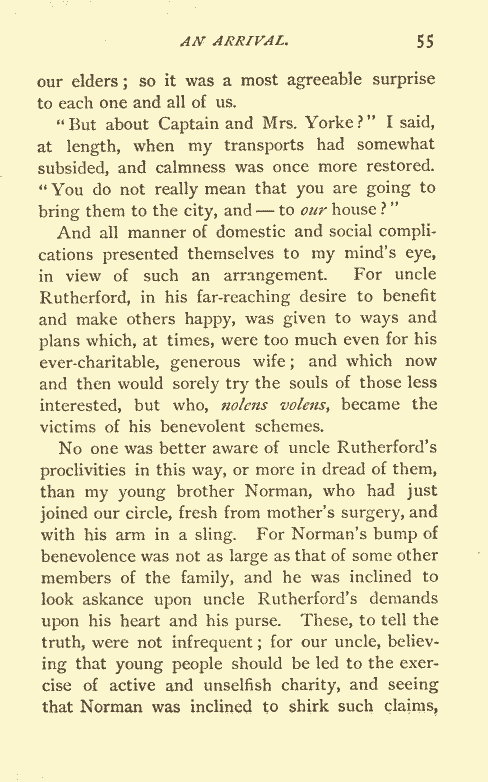 AN ARRIVAL. 55
our elders; so it was a most agreeable surprise
to each one and all of us.
"But about Captain and Mrs. Yorke?" I said,
at length, when my transports had somewhat
subsided, and calmness was once more restored.
"You do not really mean that you are going to
bring them to the city, and — to our house?"
And all manner of domestic and social compli-
cations presented themselves to my mind's eye,
in view of such an arrangement. For uncle
Rutherford, in his far-reaching desire to benefit
and make others happy, was given to ways and
plans which, at times, were too much even for his
ever-charitable, generous wife; and which now
and then would sorely try the souls of those less
interested, but who, nolens volens, became the
victims of his benevolent schemes.
No one was better aware of uncle Rutherford's
proclivities in this way, or more in dread of them,
than my young brother Norman, who had just
joined our circle, fresh from mother's surgery, and
with his arm in a sling. For Norman's bump of
benevolence was not as large as that of some other
members of the family, and he was inclined to
look askance upon uncle Rutherford's demands
upon his heart and his purse. These, to tell the
truth, were not infrequent; for our uncle, believ-
ing that young people should be led to the exer-
cise of active and unselfish charity, and seeing
that Norman was inclined to shirk such claims,